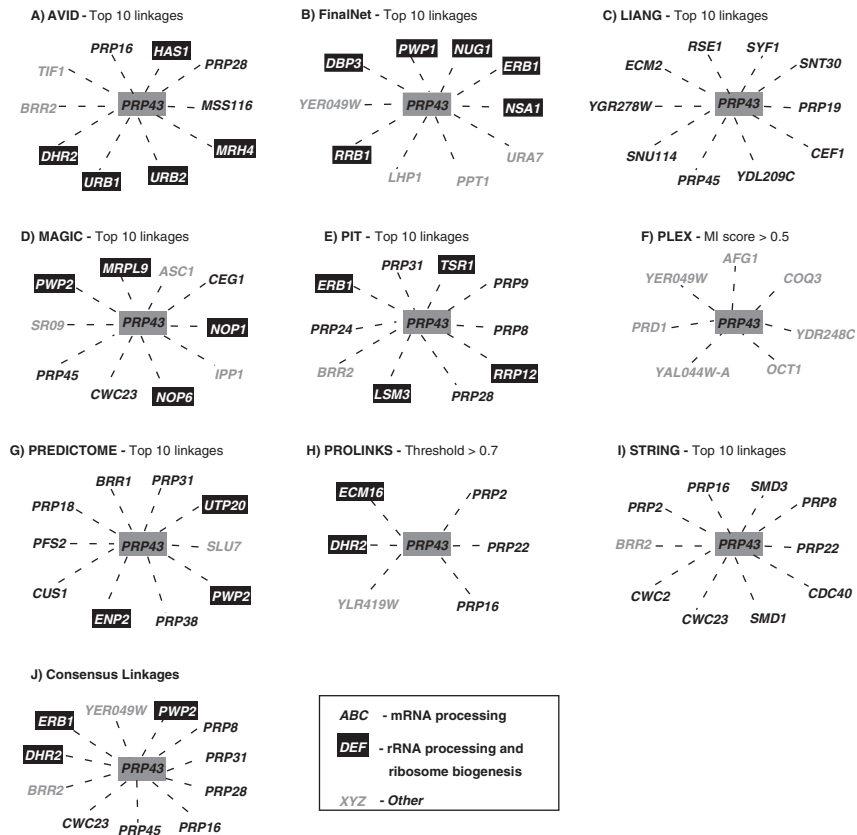 A) AVID - Top 10 linkages
PRP16
HAS1
TIF1
PRP28
BRR2
PRP43
MSS116
DHR2
MRH4
URB1
URB2
B) FinalNet - Top 10 linkages
PWP1
NUG1
DBP3
ERB1
YER049W
PRP43
NSA1
RRB1
URA7
LHP1
PPT1
C) LIANG - Top 10 linkages
RSE1
SYF1
ECM2
SNT30
YGR278W
PRP43
PRP19
SNU114
CEF1
PRP45
YDL209C
D) MAGIC - Top 10 linkages
MRPL9
ASC1
PWP2
CEG1
SR09
PRP43
NOP1
PRP45
IPP1
CWC23
NOP6
E) PIT - Top 10 linkages
PRP31
TSR1
ERB1
PRP9
PRP24
PRP43
PRP8
BRR2
RRP12
LSM3
PRP28
F) PLEX - MI score > 0.5
AFG1
YER049W
COQ3
PRD1
PRP43
YDR248C
YAL044W-A
OCT1
G) PREDICTOME - Top 10 linkages
BRR1
PRP31
PRP18
UTP20
PFS2
PRP43
SLU7
CUS1
PWP2
ENP2
PRP38
H) PROLINKS - Threshold > 0.7
ECM16
PRP2
DHR2
PRP43
PRP22
YLR419W
PRP16
I) STRING - Top 10 linkages
PRP16
SMD3
PRP2
PRP8
BRR2
PRP43
PRP22
CWC2
CDC40
CWC23
SMD1
J) Consensus Linkages
YER049W
PWP2
ERB1
PRP8
DHR2
PRP43
PRP31
BRR2
PRP28
CWC23
PRP45
PRP16
ABC - mRNA processing
DEF - rRNA processing and
ribosome biogenesis
XYZ - Other